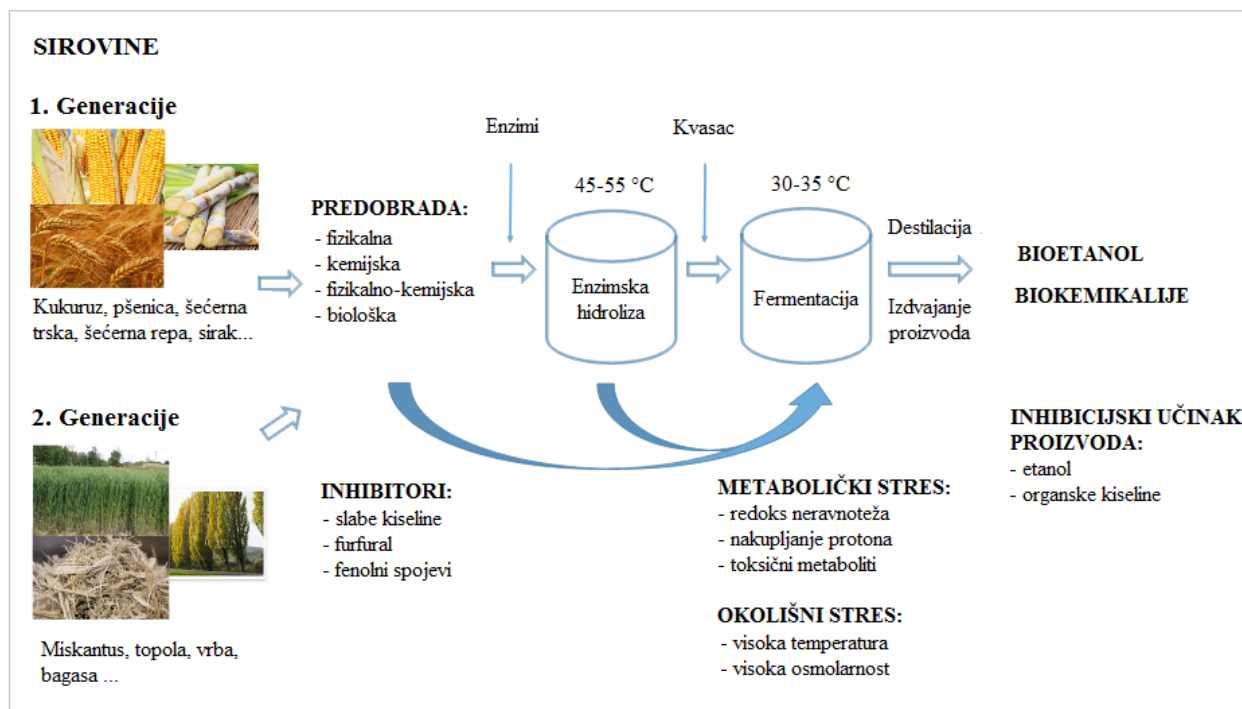 SIROVINE
1. Generacije
Kukuruz, pšenica, šećerna
trska, šećerna repa, sirak...
2. Generacije
Miskantus, topola, vrba,
bagasa ...
PREDOBRADA:
- fizikalna
- kemijska
- fizikalno-kemijska
- biološka
INHIBITORI:
- slabe kiseline
- furfural
- fenolni spojevi
Enzimi
45-55 °C
Enzimska
hidroliza
Kvasac
30-35 °C
Fermentacija
METABOLIČKI STRES:
- redoks neravnoteža
- nakupljanje protona
- toksični metaboliti
OKOLIŠNI STRES:
- visoka temperatura
- visoka osmolarnost
Destilacija
Izdvajanje
proizvoda
BIOETANOL
BIOKEMIKALIJE
INHIBICIJSKI UČINAK
PROIZVODA:
- etanol
- organske kiseline